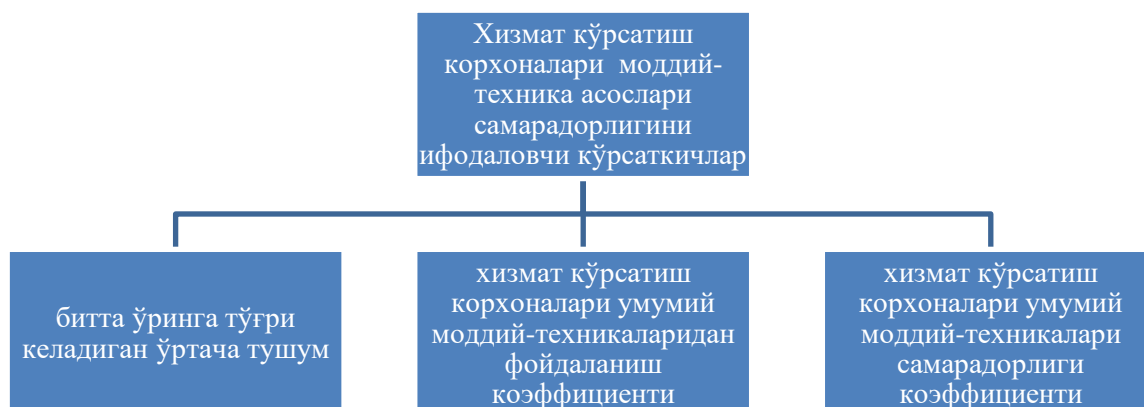 Хизмат кўрсатиш
корхоналари моддий-
техника асослари
самарадорлигини
ифодаловчи кўрсаткичлар
битта ўринга тўғри
келадиган ўртача тушум
хизмат кўрсатиш
корхоналари умумий
моддий-техникаларидан
фойдаланиш
коэффициенти
хизмат кўрсатиш
корхоналари умумий
моддий-техникалари
самарадорлиги
коэффициенти